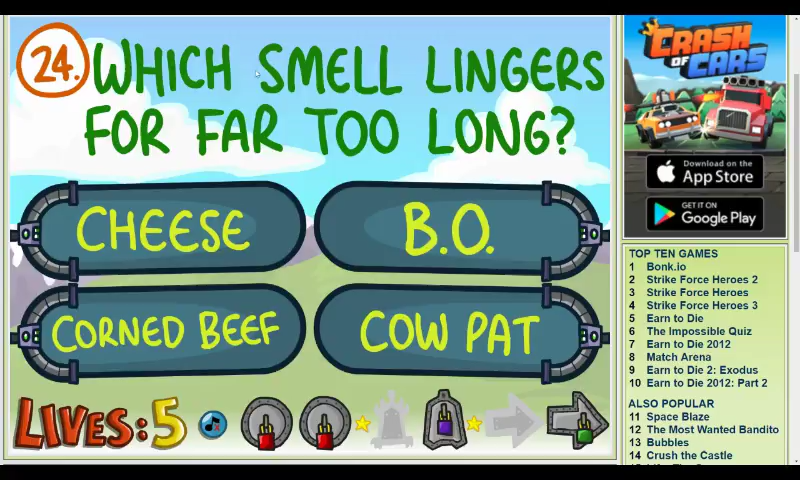 24. WHICH SMELL LINGERS
FOR FAR TOO LONG?
CHEESE
B.O.
CORNED BEEF
COW PAT
LIVES: 5
CRASH
OF
CARS
Download on the
App Store
GET IT ON
Google Play
TOP TEN GAMES
1 Bonk.io
2 Strike Force Heroes 2
3 Strike Force Heroes
4 Strike Force Heroes 3
5 Earn to Die
6 The Impossible Quiz
7 Earn to Die 2012
8 Match Arena
9 Earn to Die 2: Exodus
10 Earn to Die 2012: Part 2
ALSO POPULAR
11 Space Blaze
12 The Most Wanted Bandito
13 Bubbles
14 Crush the Castle